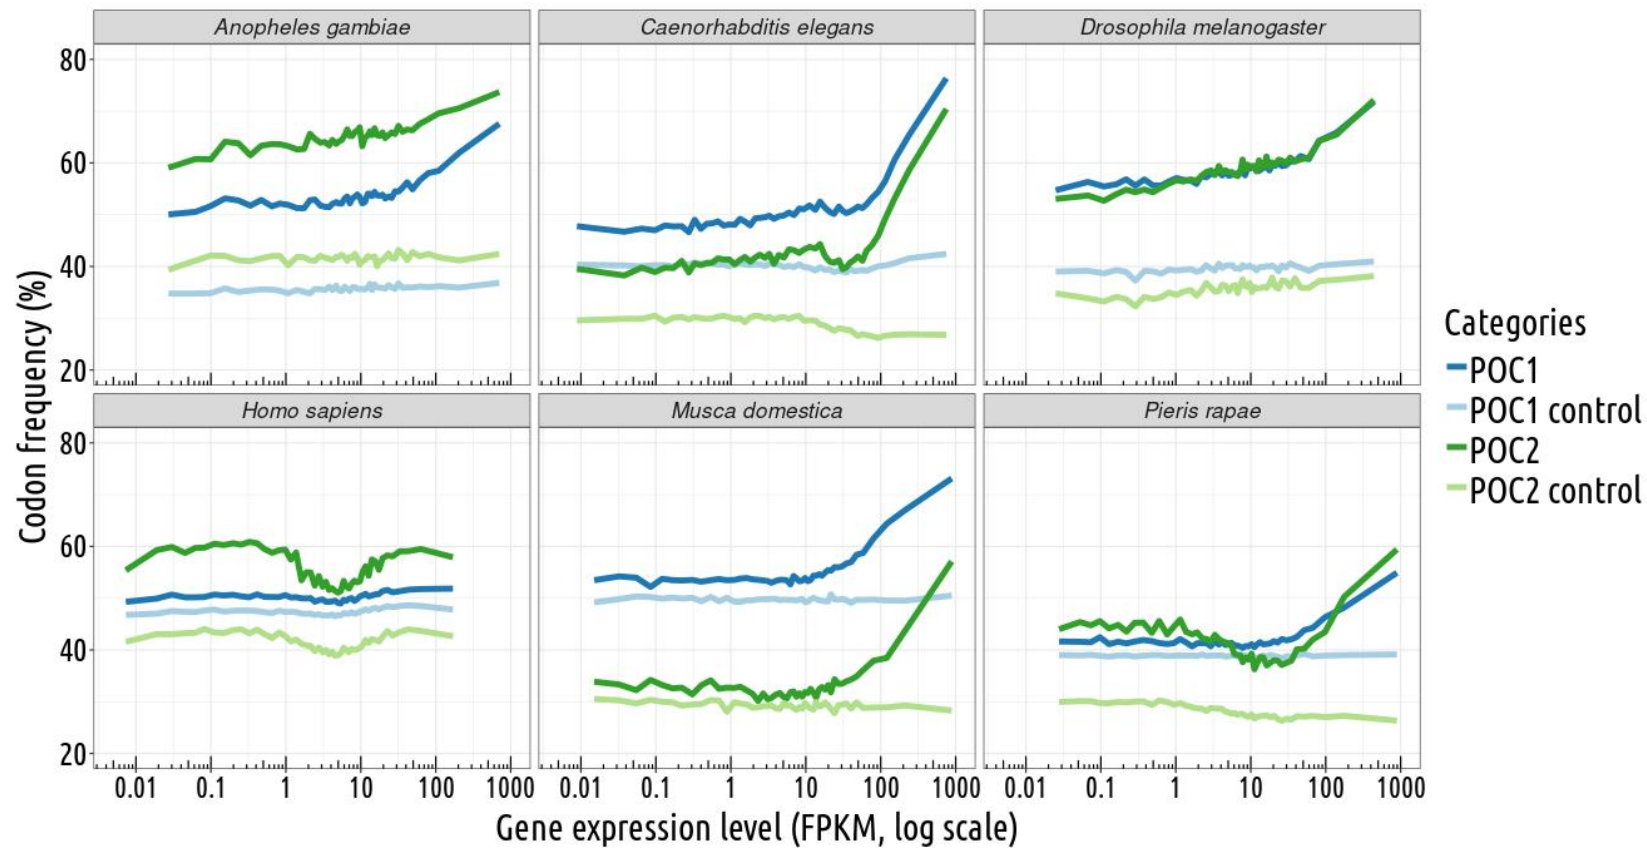 Anopheles gambiae
Caenorhabditis elegans
Drosophila melanogaster
80
60
40
20
Homo sapiens
Musca domestica
Pieris rapae
80
60
40
20
Codon frequency (%)
0.01 0.1 1 10 100 1000
0.01 0.1 1 10 100 1000
0.01 0.1 1 10 100 1000
Gene expression level (FPKM, log scale)
Categories
POC1
POC1 control
POC2
POC2 control